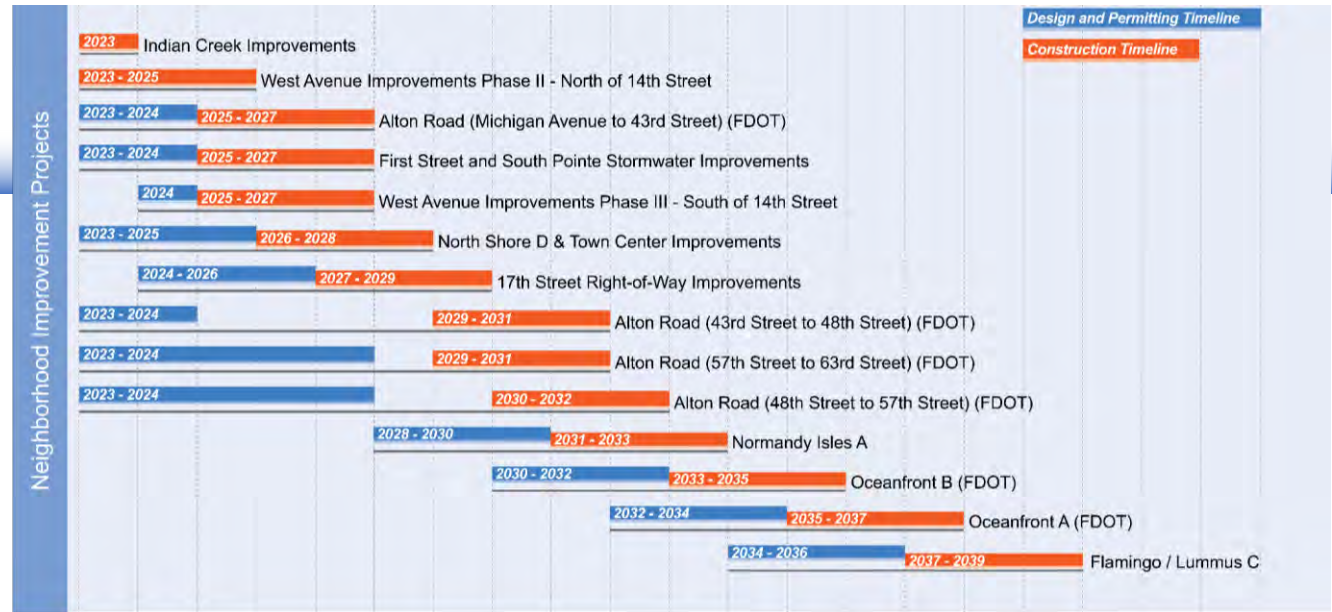 Neighborhood Improvement Projects
Design and Permitting Timeline
Construction Timeline
2023 Indian Creek Improvements
2023 - 2025 West Avenue Improvements Phase II - North of 14th Street
2023 - 2024 2025 - 2027 Alton Road (Michigan Avenue to 43rd Street) (FDOT)
2023 - 2024 2025 - 2027 First Street and South Pointe Stormwater Improvements
2024 2025 - 2027 West Avenue Improvements Phase III - South of 14th Street
2023 - 2025 2026 - 2028 North Shore D & Town Center Improvements
2024 - 2026 2027 - 2029 17th Street Right-of-Way Improvements
2023 - 2024 2029 - 2031 Alton Road (43rd Street to 48th Street) (FDOT)
2023 - 2024 2029 - 2031 Alton Road (57th Street to 63rd Street) (FDOT)
2023 - 2024 2030 - 2032 Alton Road (48th Street to 57th Street) (FDOT)
2028 - 2030 2031 - 2033 Normandy Isles A
2030 - 2032 2033 - 2035 Oceanfront B (FDOT)
2032 - 2034 2035 - 2037 Oceanfront A (FDOT)
2034 - 2036 2037 - 2039 Flamingo / Lummus C